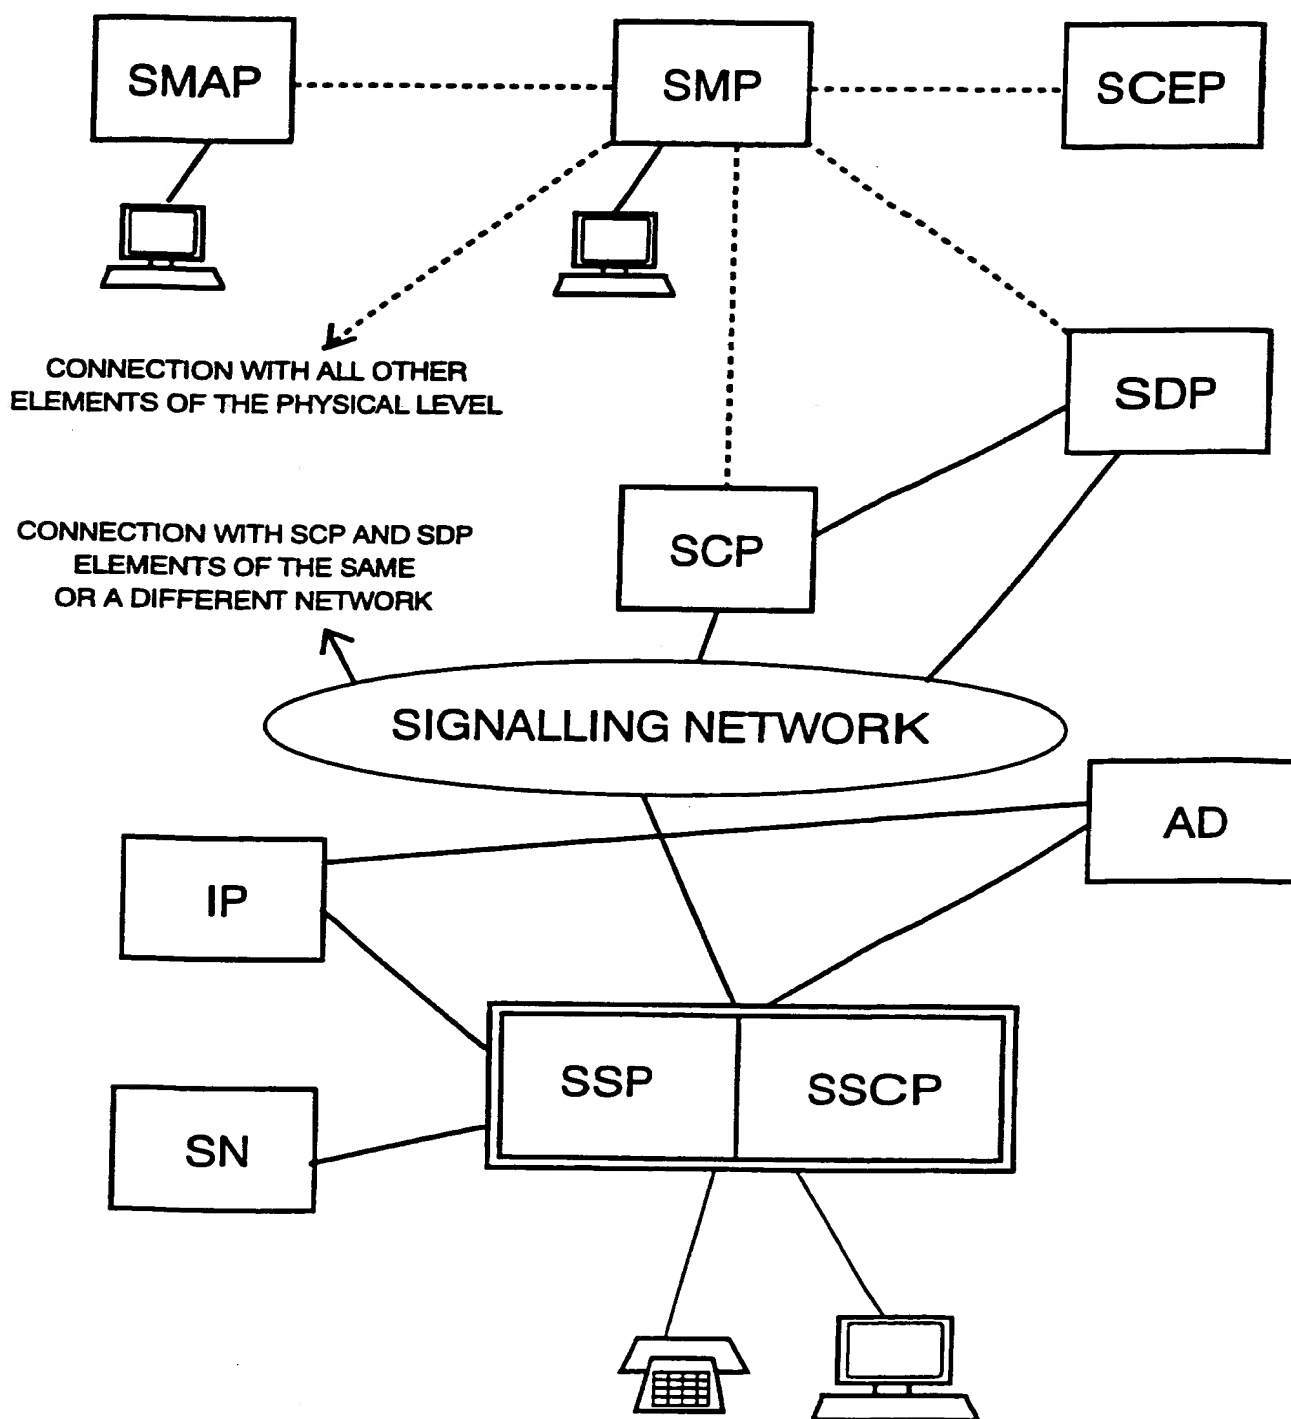 SMAP
SMP
SCEP
CONNECTION WITH ALL OTHER
ELEMENTS OF THE PHYSICAL LEVEL
SDP
CONNECTION WITH SCP AND SDP
ELEMENTS OF THE SAME
OR A DIFFERENT NETWORK
SCP
SIGNALLING NETWORK
AD
IP
SSP
SSCP
SN